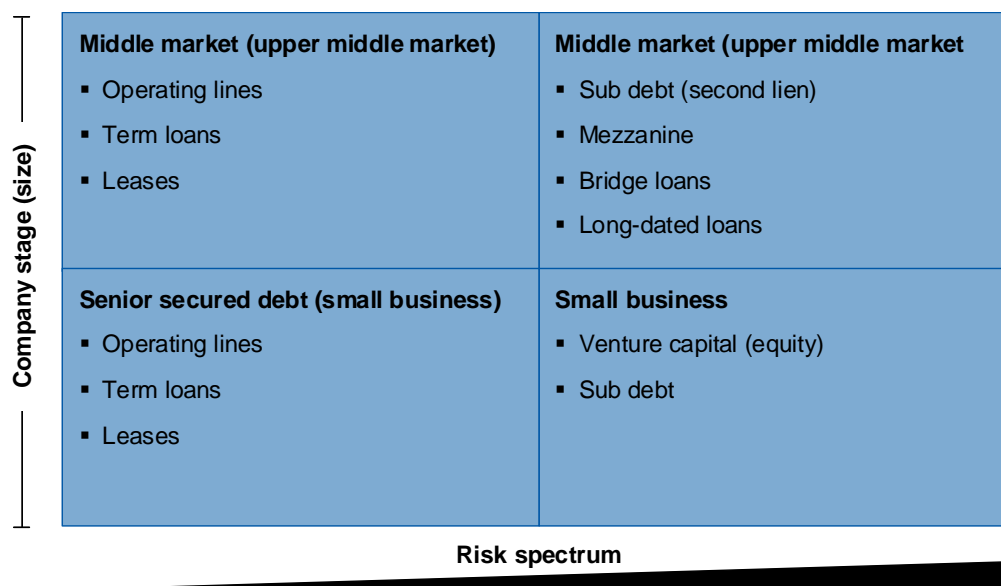 Company stage (size)
Middle market (upper middle market)
▪ Operating lines
▪ Term loans
▪ Leases
Middle market (upper middle market
▪ Sub debt (second lien)
▪ Mezzanine
▪ Bridge loans
▪ Long-dated loans
Senior secured debt (small business)
▪ Operating lines
▪ Term loans
▪ Leases
Small business
▪ Venture capital (equity)
▪ Sub debt
Risk spectrum